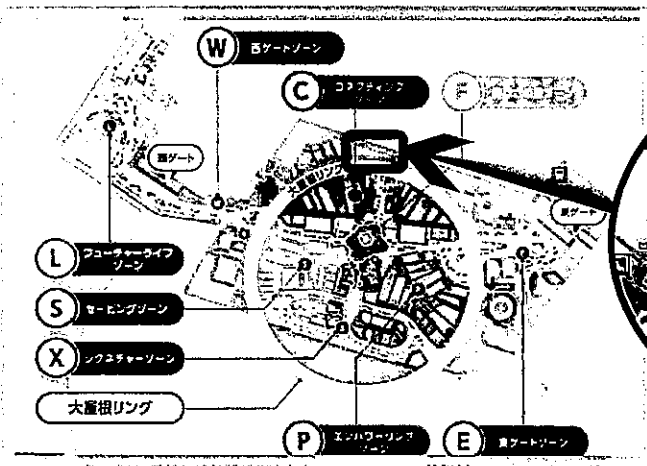 W 西ゲートゾーン
C コネクティング
ゾーン
F
西ゲート
大屋根リング
東ゲート
L フューチャーライフ
ゾーン
S セービングゾーン
X シグネチャーゾーン
大屋根リング
P エンパワーリング
ゾーン
E 東ゲートゾーン